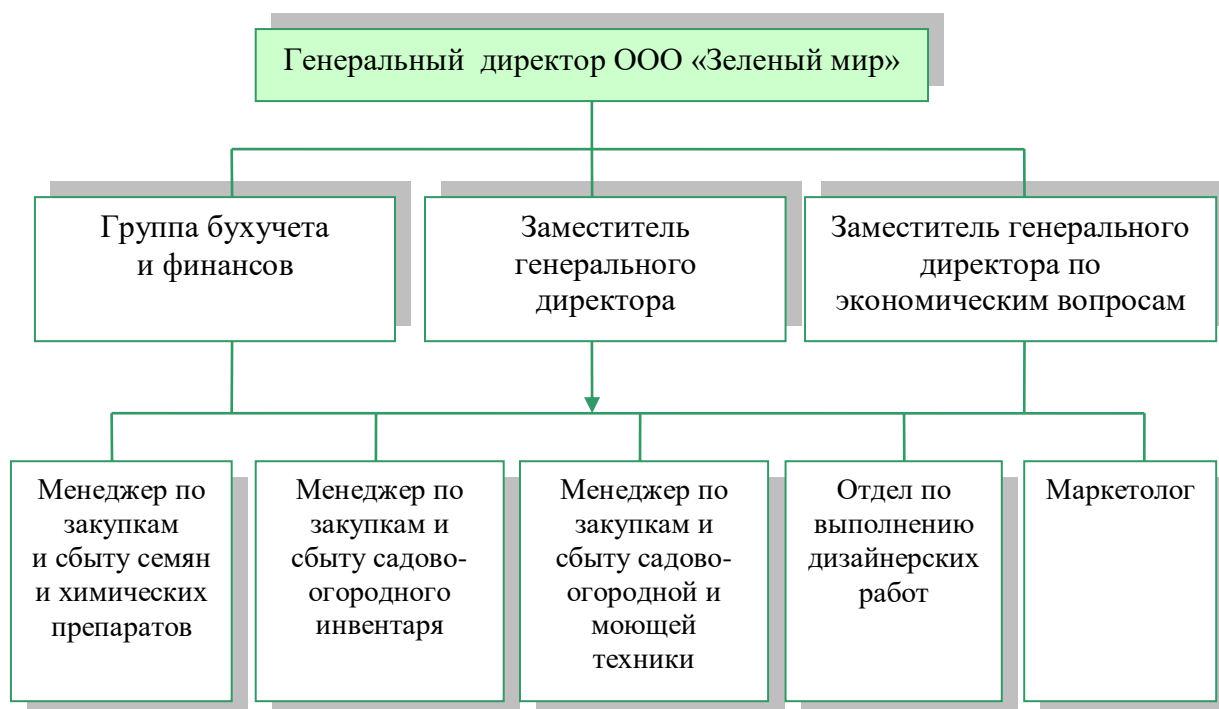 Генеральный директор ООО «Зеленый мир»
Группа бухучета
и финансов
Заместитель
генерального
директора
Заместитель генерального
директора по
экономическим вопросам
Менеджер по
закупкам
и сбыту семян
и химических
препаратов
Менеджер по
закупкам и
сбыту садово-
огородного
инвентаря
Менеджер по
закупкам и
сбыту садово-
огородной и
моющей
техники
Отдел по
выполнению
дизайнерских
работ
Маркетолог